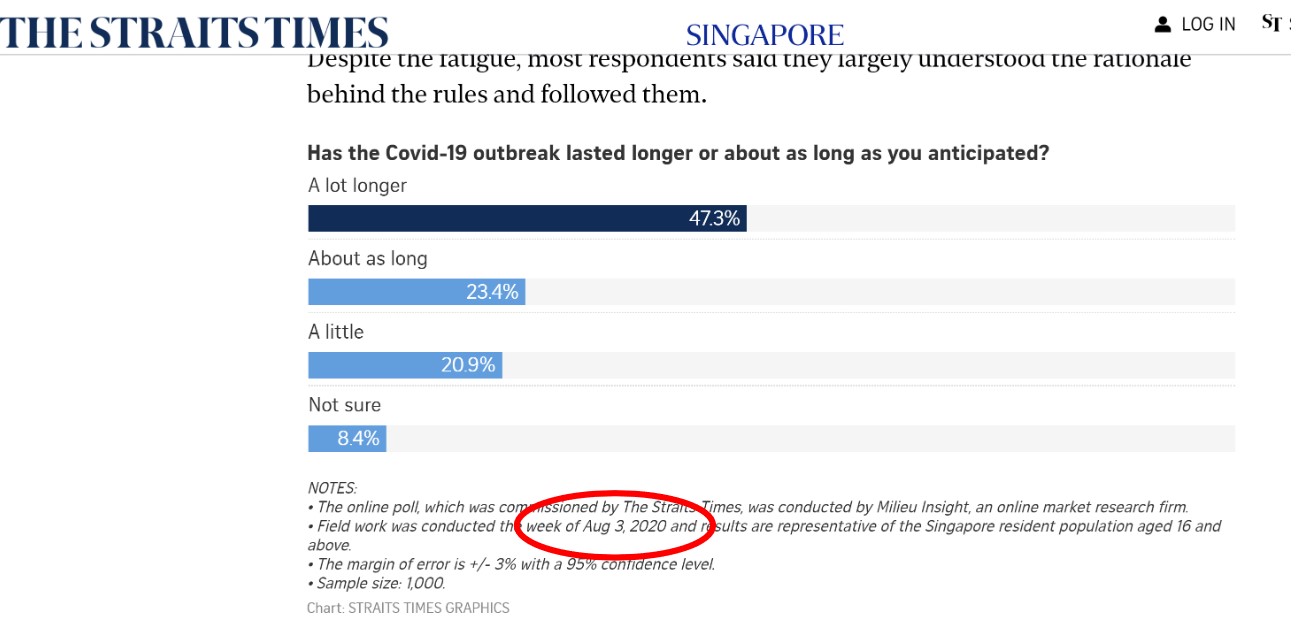 THE STRAITS TIMES
SINGAPORE
LOG IN
ST
Despite the fatigue, most respondents said they largely understood the rationale
behind the rules and followed them.
Has the Covid-19 outbreak lasted longer or about as long as you anticipated?
A lot longer
47.3%
About as long
23.4%
A little
20.9%
Not sure
8.4%
NOTES:
• The online poll, which was commissioned by The Straits Times, was conducted by Milieu Insight, an online market research firm.
• Field work was conducted the week of Aug 3, 2020 and results are representative of the Singapore resident population aged 16 and
above.
• The margin of error is +/- 3% with a 95% confidence level.
• Sample size: 1,000.
Chart: STRAITS TIMES GRAPHICS